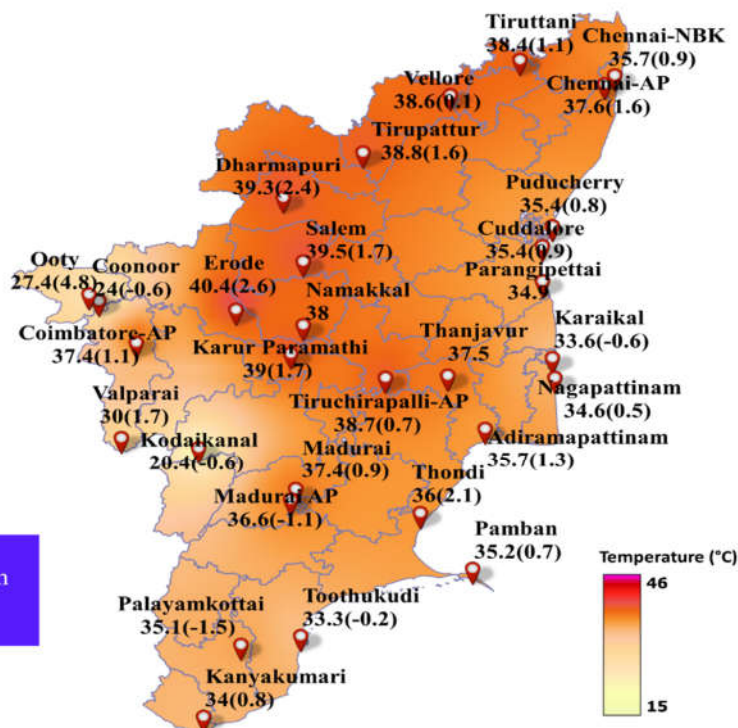 Tiruttani
38.4(1.1)
Chennai-NBK
35.7(0.9)
Vellore
38.6(0.1)
Chennai-AP
37.6(1.6)
Tirupattur
38.8(1.6)
Dharmapuri
39.3(2.4)
Puducherry
35.4(0.8)
Salem
39.5(1.7)
Cuddalore
35.4(0.9)
Ooty
27.4(4.8)
Coonoor
24(-0.6)
Erode
40.4(2.6)
Parangipettai
34.9
Namakkal
38
Karaikal
33.6(-0.6)
Coimbatore-AP
37.4(1.1)
Karur Paramathi
39(1.7)
Thanjavur
37.5
Nagapattinam
34.6(0.5)
Valparai
30(1.7)
Tiruchirapalli-AP
38.7(0.7)
Kodaikanal
20.4(-0.6)
Madurai
37.4(0.9)
Adiramapattinam
35.7(1.3)
Thondi
36(2.1)
Madurai AP
36.6(-1.1)
Pamban
35.2(0.7)
Temperature (°C)
46
15
Palayamkottai
35.1(-1.5)
Toothukudi
33.3(-0.2)
Kanyakumari
34(0.8)